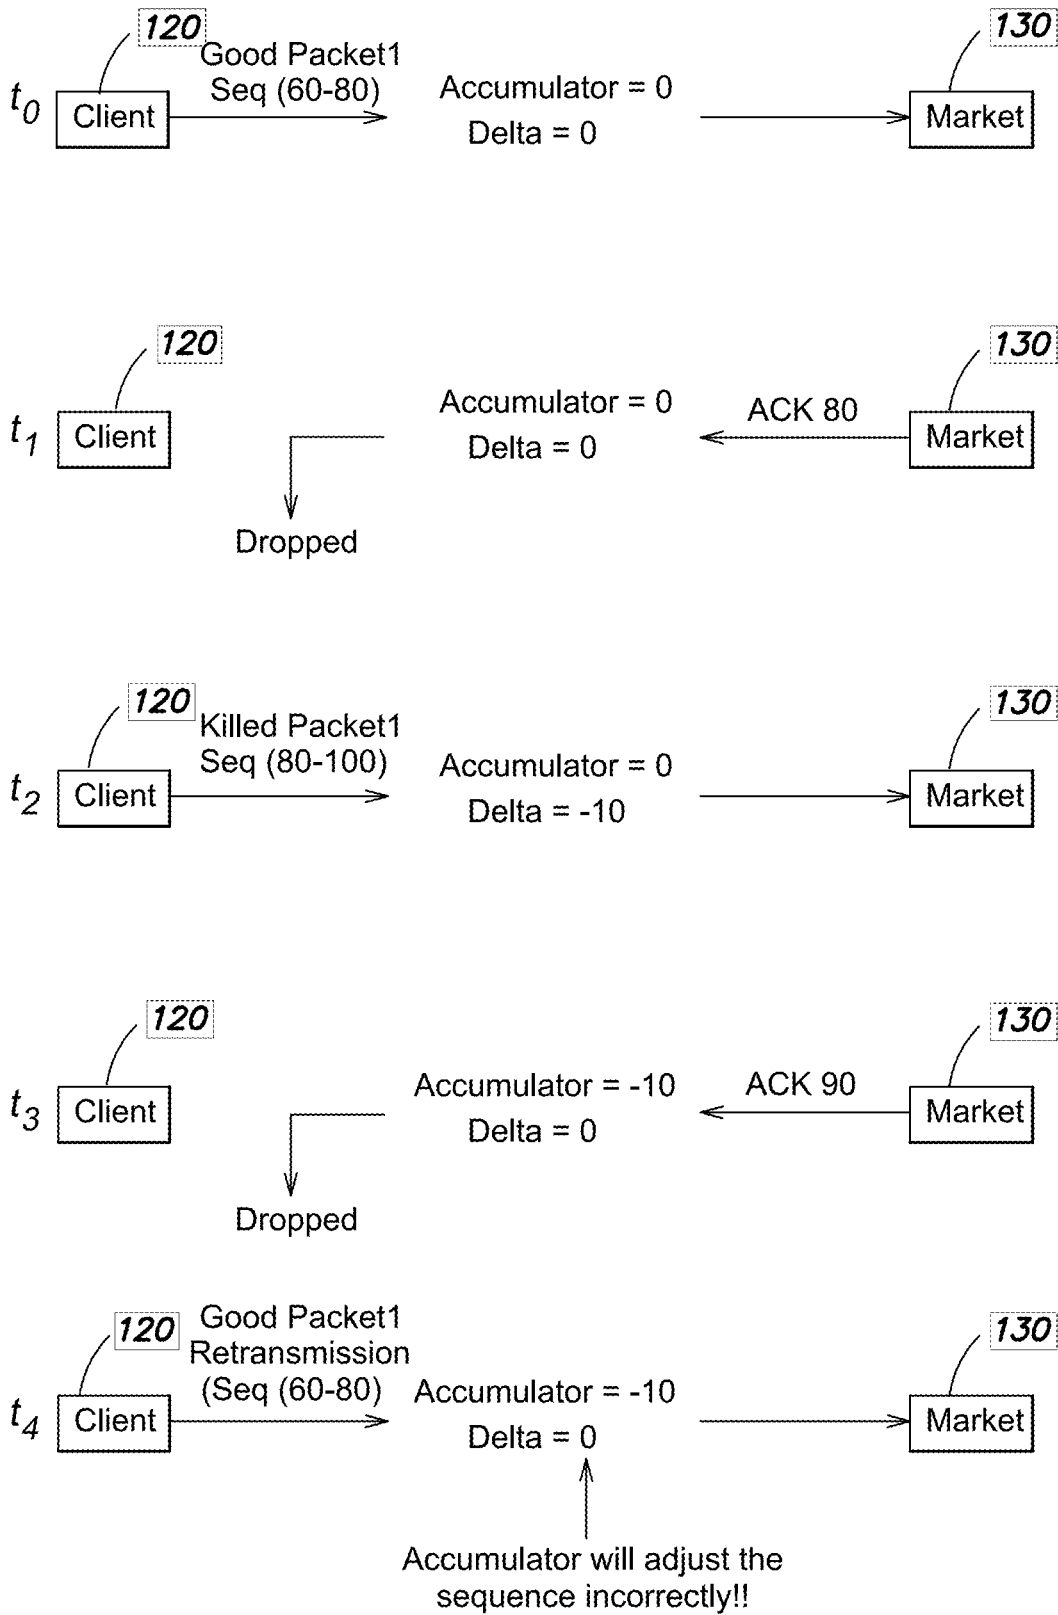 120
130
Good Packet1
Seq (60-80)
Accumulator = 0
t0
Client
Delta = 0
Market
120
130
Accumulator = 0
ACK 80
t1
Client
Delta = 0
Market
Dropped
120
130
Killed Packet1
Seq (80-100)
Accumulator = 0
t2
Client
Delta = -10
Market
120
130
Accumulator = -10
ACK 90
t3
Client
Delta = 0
Market
Dropped
120
130
Good Packet1
Retransmission
(Seq (60-80)
Accumulator = -10
t4
Client
Delta = 0
Market
Accumulator will adjust the
sequence incorrectly!!